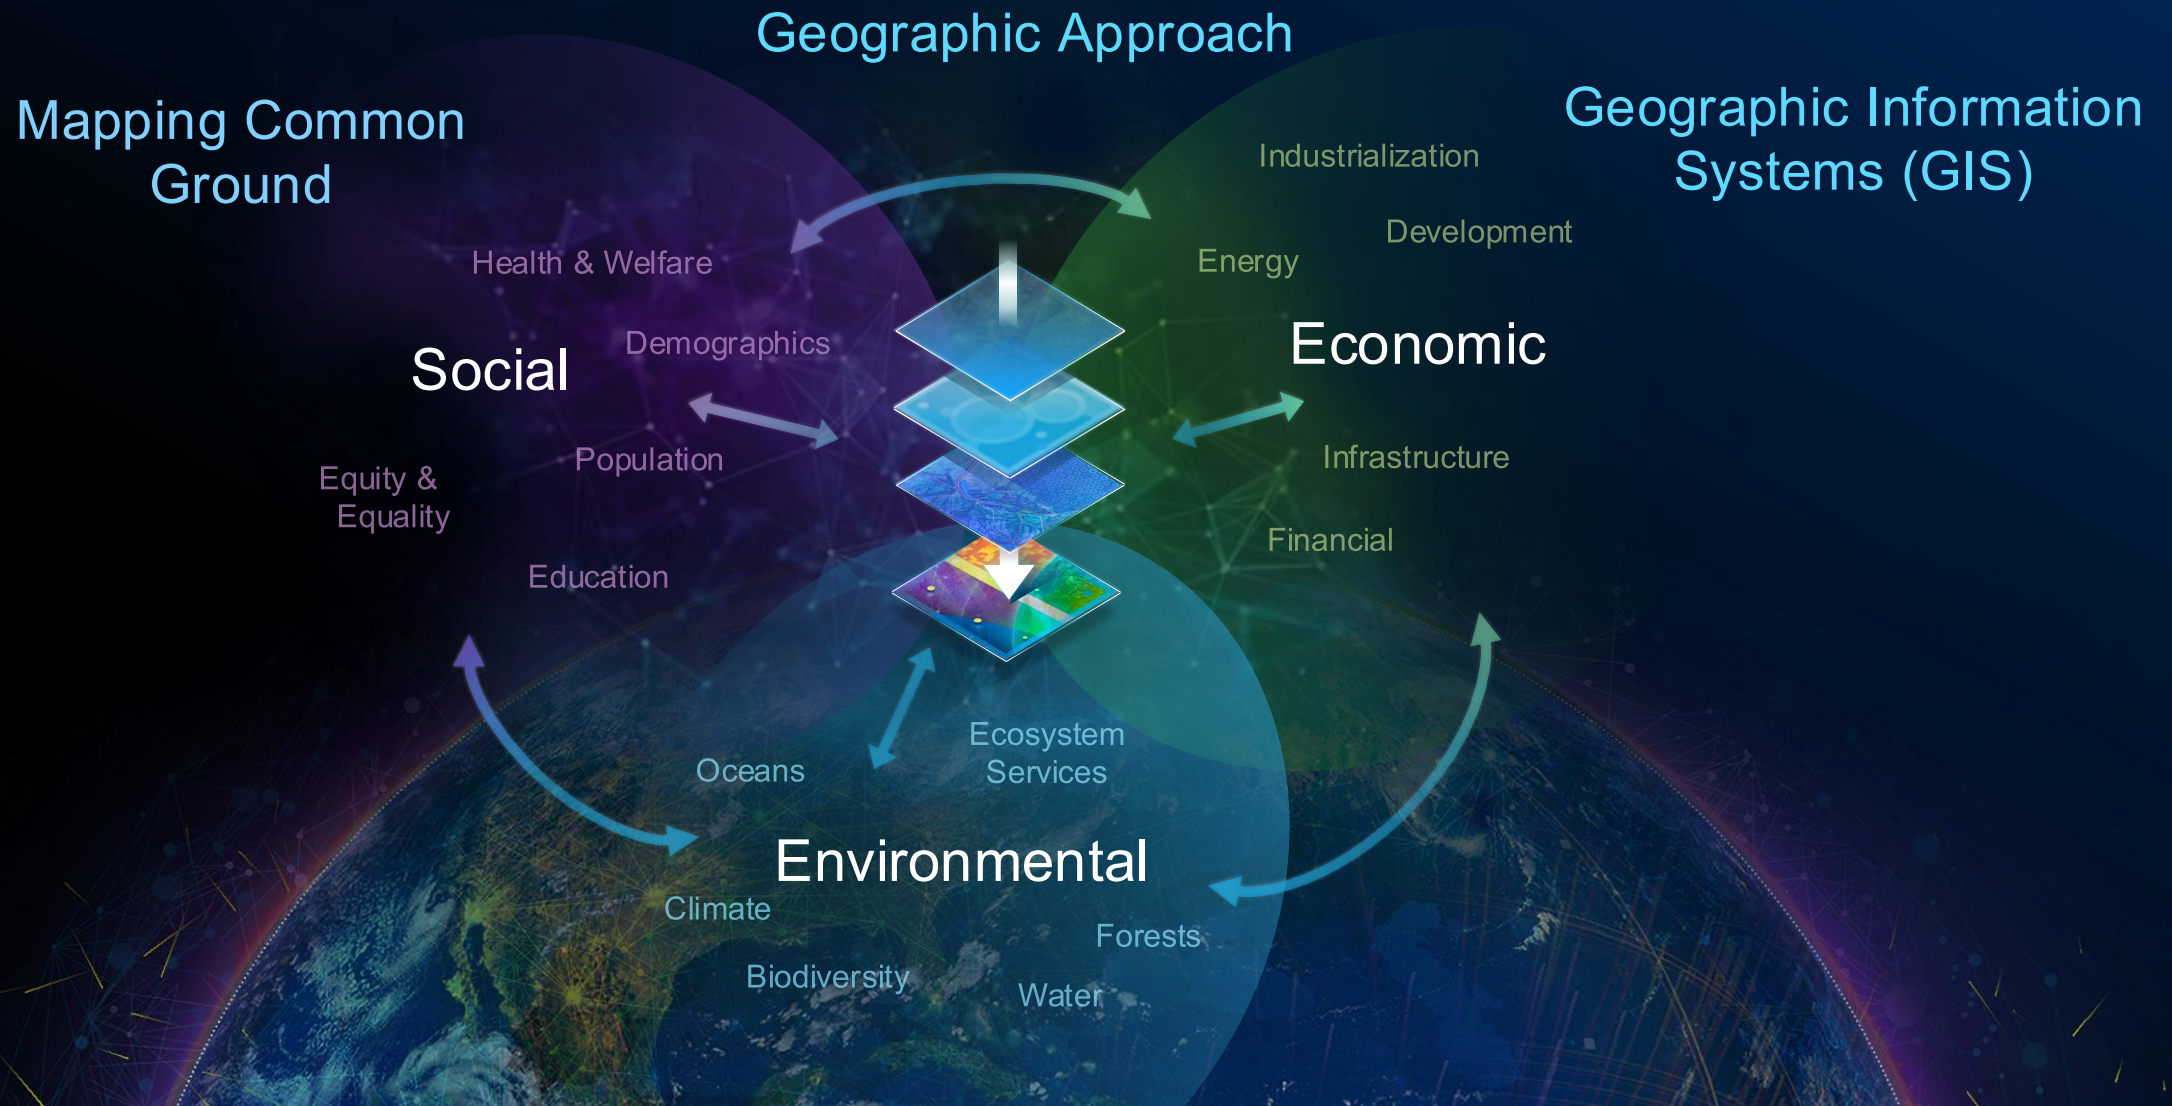 Geographic Approach
Mapping Common
Ground
Geographic Information
Systems (GIS)
Health & Welfare
Demographics
Social
Population
Equity &
Equality
Education
Industrialization
Development
Energy
Economic
Infrastructure
Financial
Oceans
Ecosystem
Services
Environmental
Climate
Forests
Biodiversity
Water